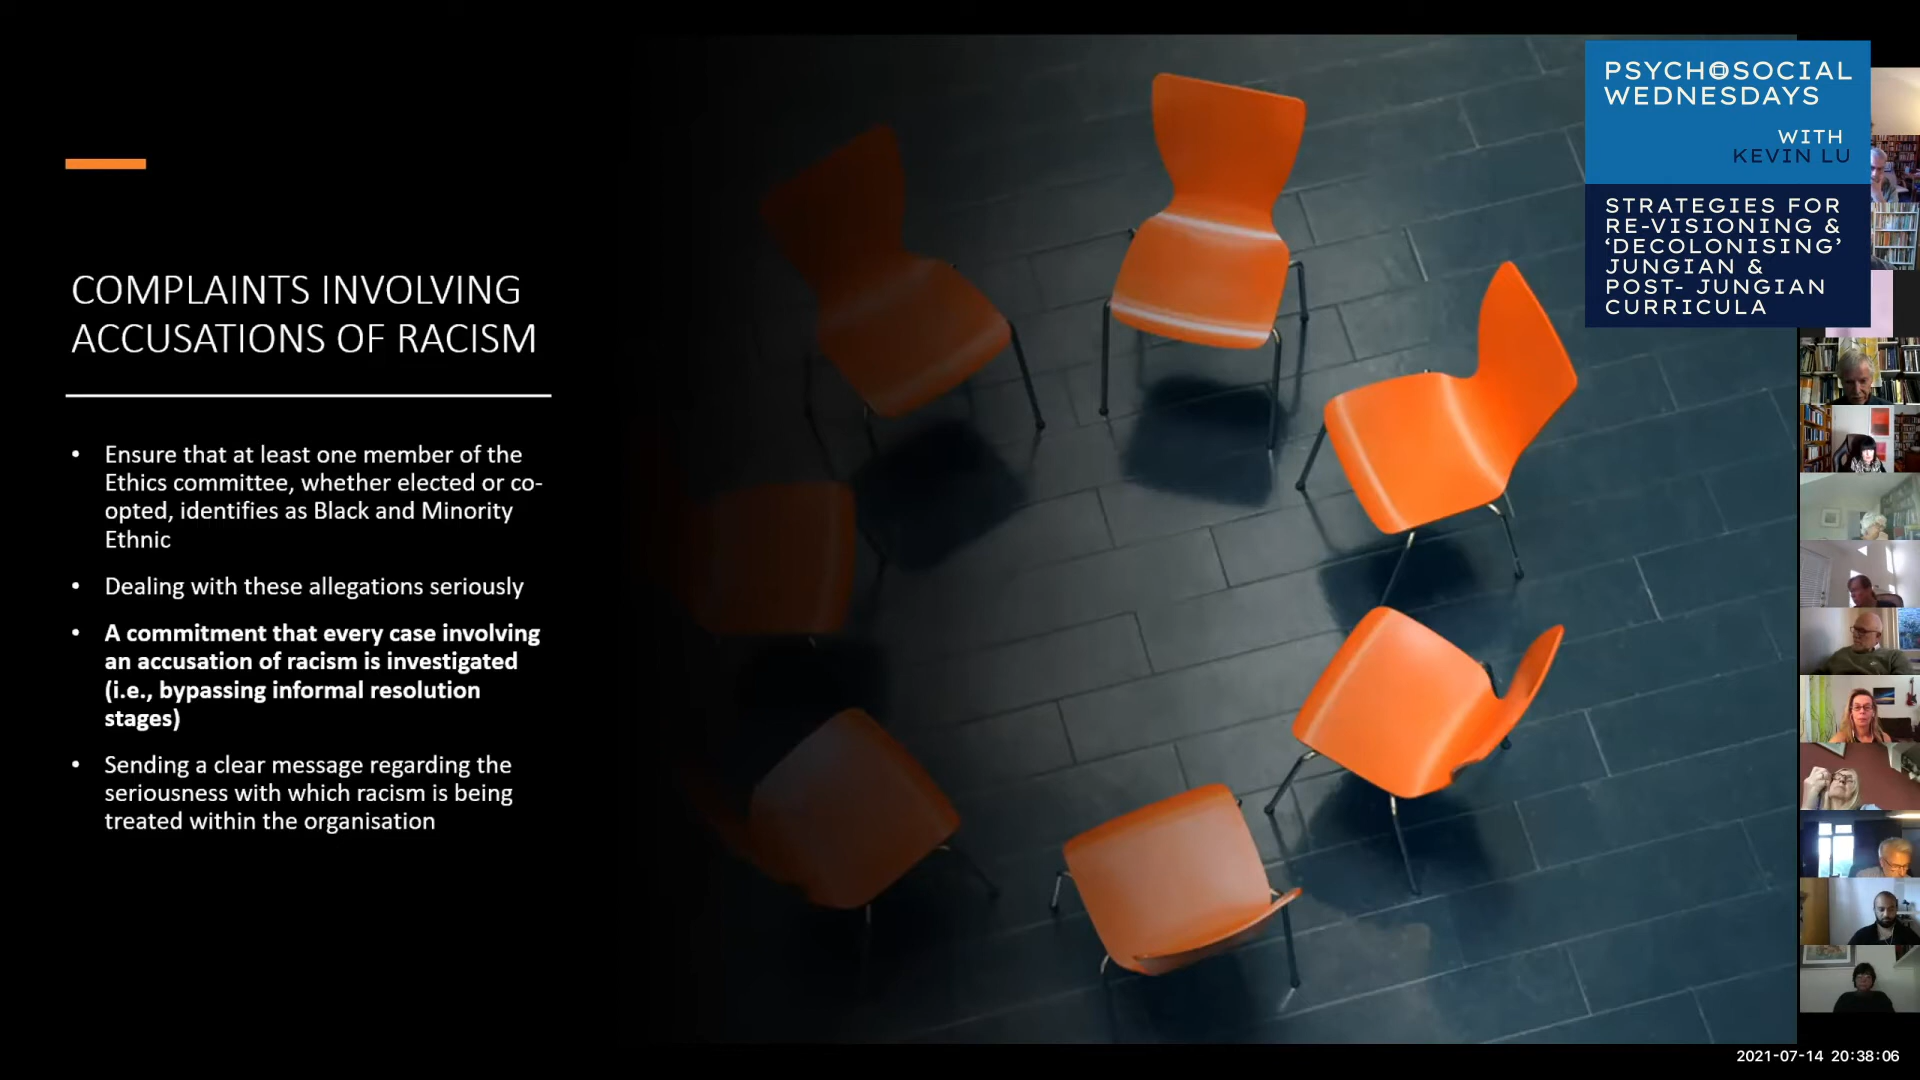 COMPLAINTS INVOLVING
ACCUSATIONS OF RACISM
• Ensure that at least one member of the
Ethics committee, whether elected or co-
opted, identifies as Black and Minority
Ethnic
• Dealing with these allegations seriously
• A commitment that every case involving
an accusation of racism is investigated
(i.e., bypassing informal resolution
stages)
• Sending a clear message regarding the
seriousness with which racism is being
treated within the organisation
PSYCHOSOCIAL
WEDNESDAYS
WITH
KEVIN LU
STRATEGIES FOR
RE-VISIONING &
‘DECOLONISING’
JUNGIAN &
POST- JUNGIAN
CURRICULA
2021-07-14 20:38:06